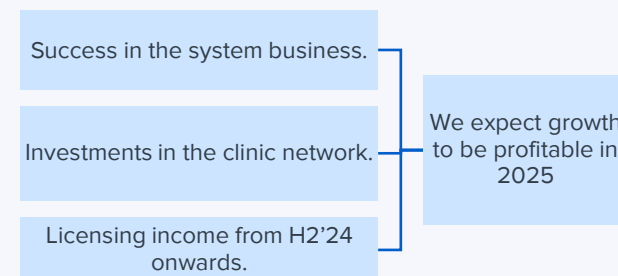 Success in the system business.
Investments in the clinic network.
Licensing income from H2’24
onwards.
We expect growth
to be profitable in
2025